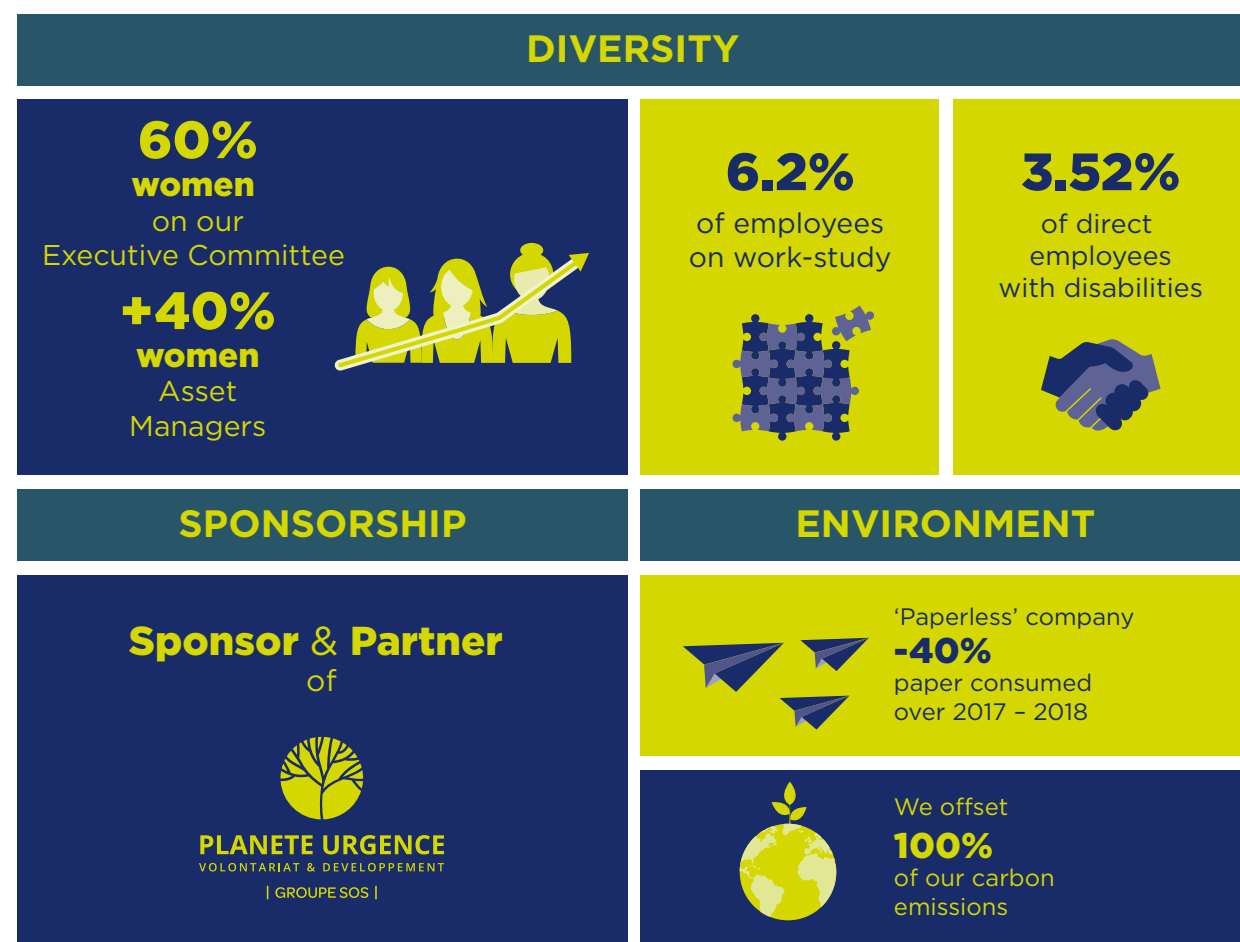 DIVERSITY
60%
women
on our
Executive Committee
+40%
women
Asset
Managers
6.2%
of employees
on work-study
3.52%
of direct
employees
with disabilities
SPONSORSHIP
Sponsor & Partner
of
PLANETE URGENCE
VOLONTARIAT & DEVELOPPEMENT
| GROUPE SOS |
ENVIRONMENT
‘Paperless’ company
-40%
paper consumed
over 2017 – 2018
We offset
100%
of our carbon
emissions